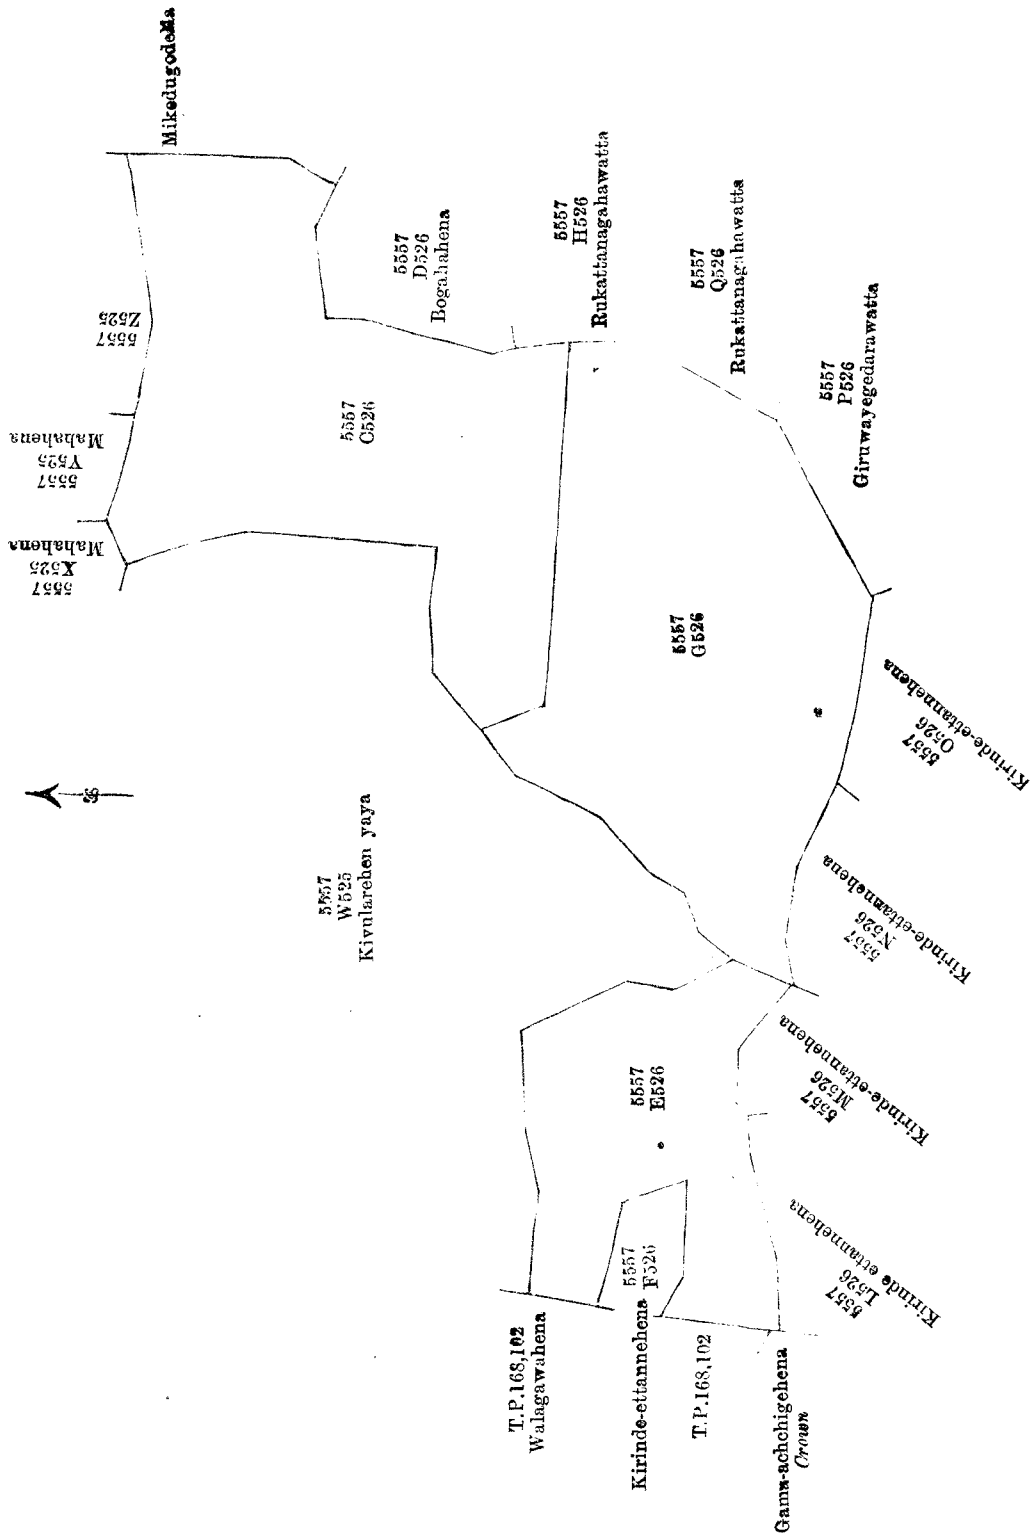 Mikedugodella
5557
Z525
5557
Y525
Mahahena
5557
X525
Mahahena
5557
D526
Bogahahena
5557
H526
Rukattanagahawatta
5557
Q526
Rukattanagahawatta
5557
P526
Giruwayegedarawatta
5557
C526
5557
G526
5557
W525
Kivularehen yaya
5557
O526
Kirinde-ettannehena
5557
N526
Kirinde-ettannehena
5557
M526
Kirinde-ettannehena
5557
L526
Kirinde ettannehena
5557
E526
5557
F526
T.P.168,102
Walagawahena
Kirinde-ettannehena
T.P.168,102
Gama-achchigehena
Crown